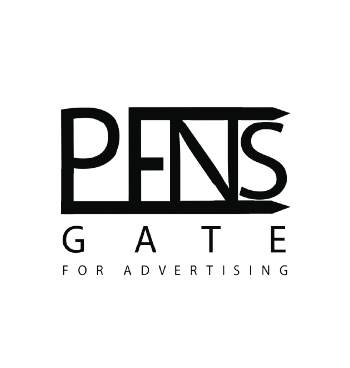 PENS
GATE
FOR ADVERTISING